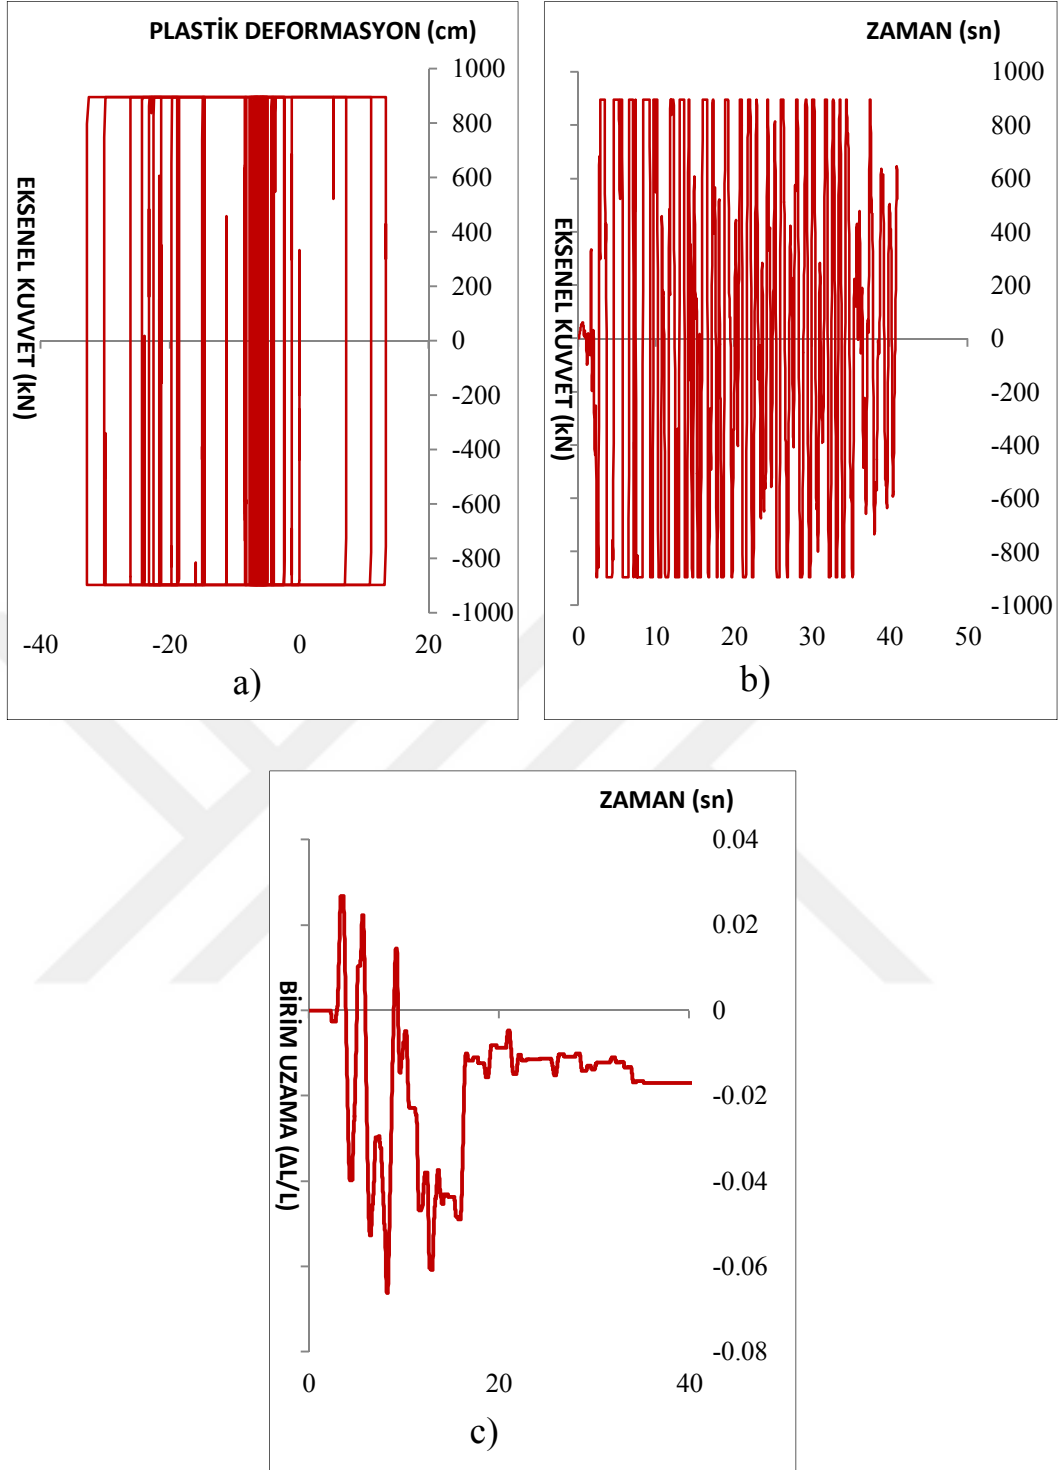 PLASTİK DEFORMASYON (cm)
1000
800
600
400
200
0
-200
-400
-600
-800
-1000
-40 -20 0 20
EKSENEL KUVVET (kN)
a)
ZAMAN (sn)
1000
800
600
400
200
0
-200
-400
-600
-800
-1000
0 10 20 30 40 50
EKSENEL KUVVET (kN)
b)
ZAMAN (sn)
0.04
0.02
0
-0.02
-0.04
-0.06
-0.08
0 20 40
BİRİM UZAMA (ΔL/L)
c)